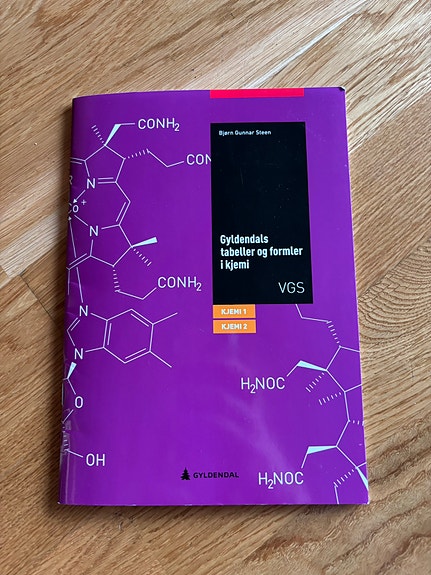 Bjørn Gunnar Steen
Gyldendals
tabeller og formler
i kjemi
VGS
KJEMI 1
KJEMI 2
CONH₂
CON
N
Co⁺
N
CONH₂
N
N
O
OH
H₂NOC
H₂NOC
GYLDENDAL